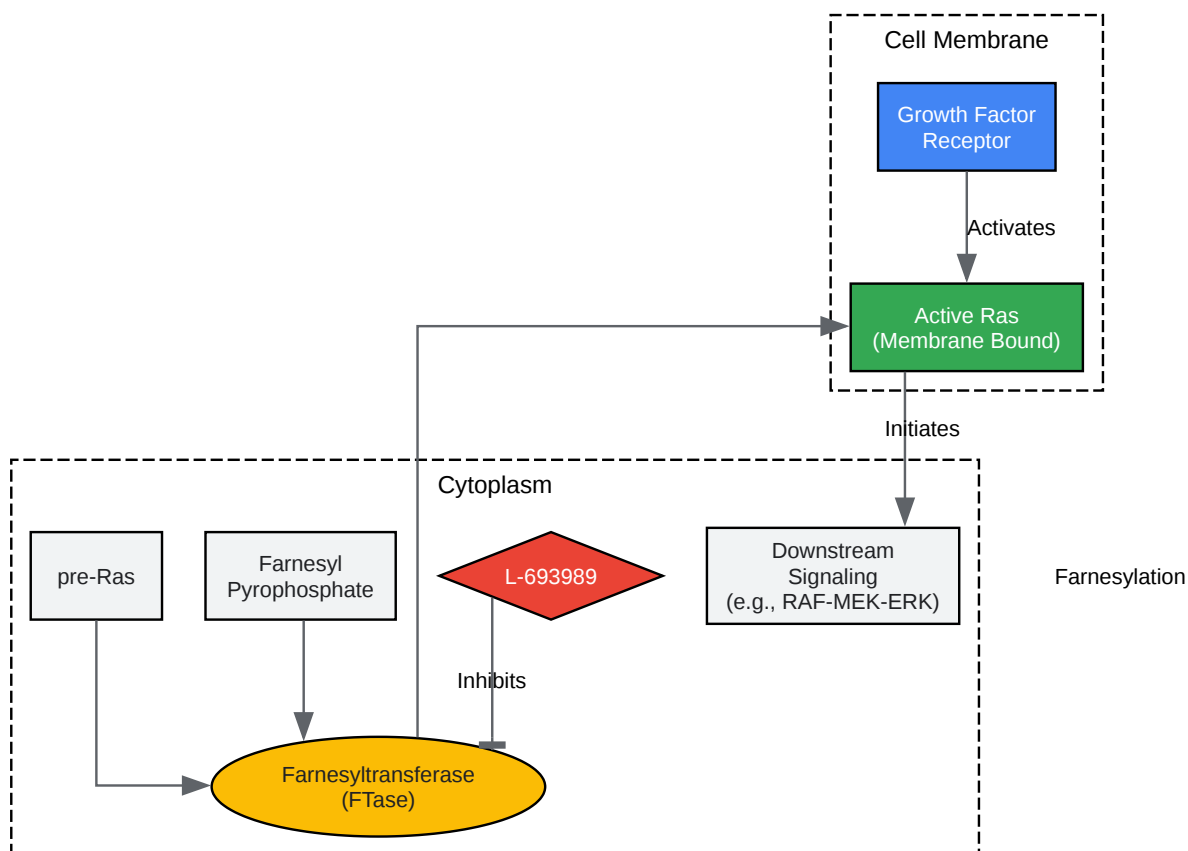 Cell Membrane
Growth Factor
Receptor
Activates
Active Ras
(Membrane Bound)
Initiates
Cytoplasm
pre-Ras
Farnesyl
Pyrophosphate
L-693989
Downstream
Signaling
(e.g., RAF-MEK-ERK)
Farnesylation
Inhibits
Farnesyltransferase
(FTase)